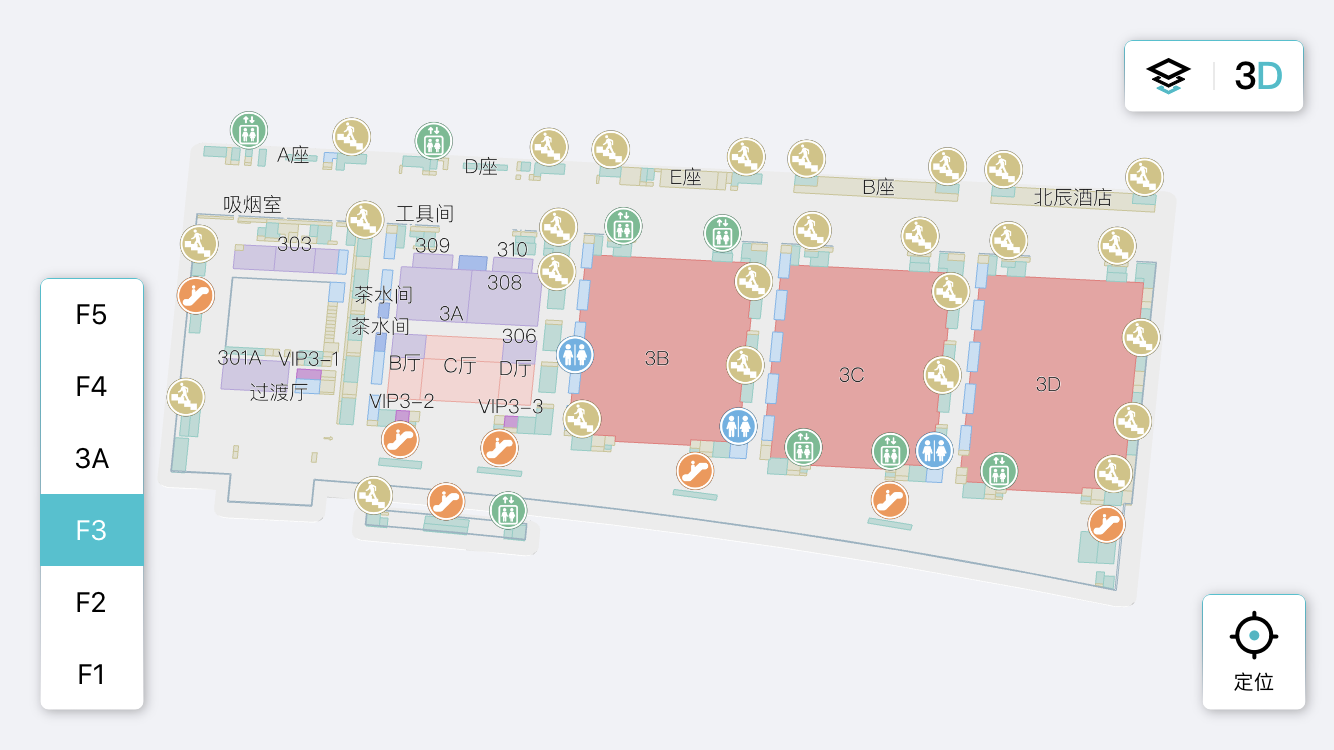 3D
A座
D座
E座
B座
北辰酒店
吸烟室
工具间
303
309
310
308
茶水间
3A
茶水间
306
301A
VIP3-1
B厅
C厅
D厅
过渡厅
VIP3-2
VIP3-3
3B
3C
3D
F5
F4
3A
F3
F2
F1
定位